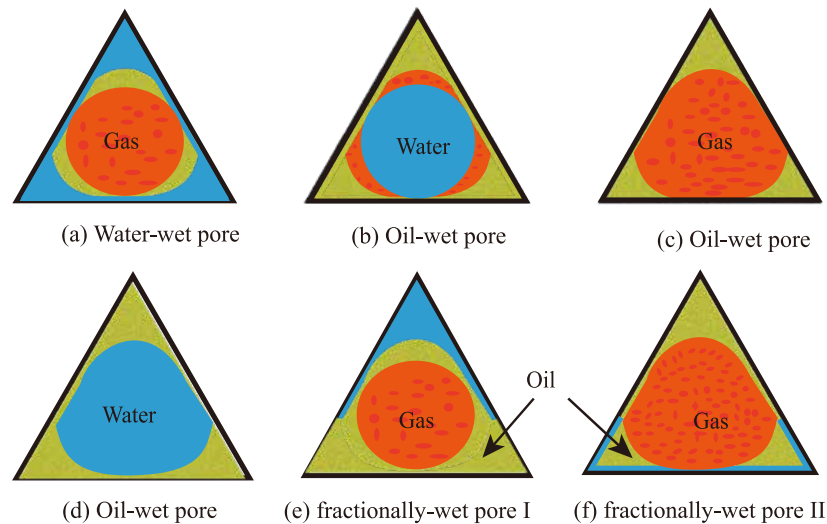 Gas
Water
Gas
(a) Water-wet pore
(b) Oil-wet pore
(c) Oil-wet pore
Water
Gas
Oil
Gas
(d) Oil-wet pore
(e) fractionally-wet pore I
(f) fractionally-wet pore II